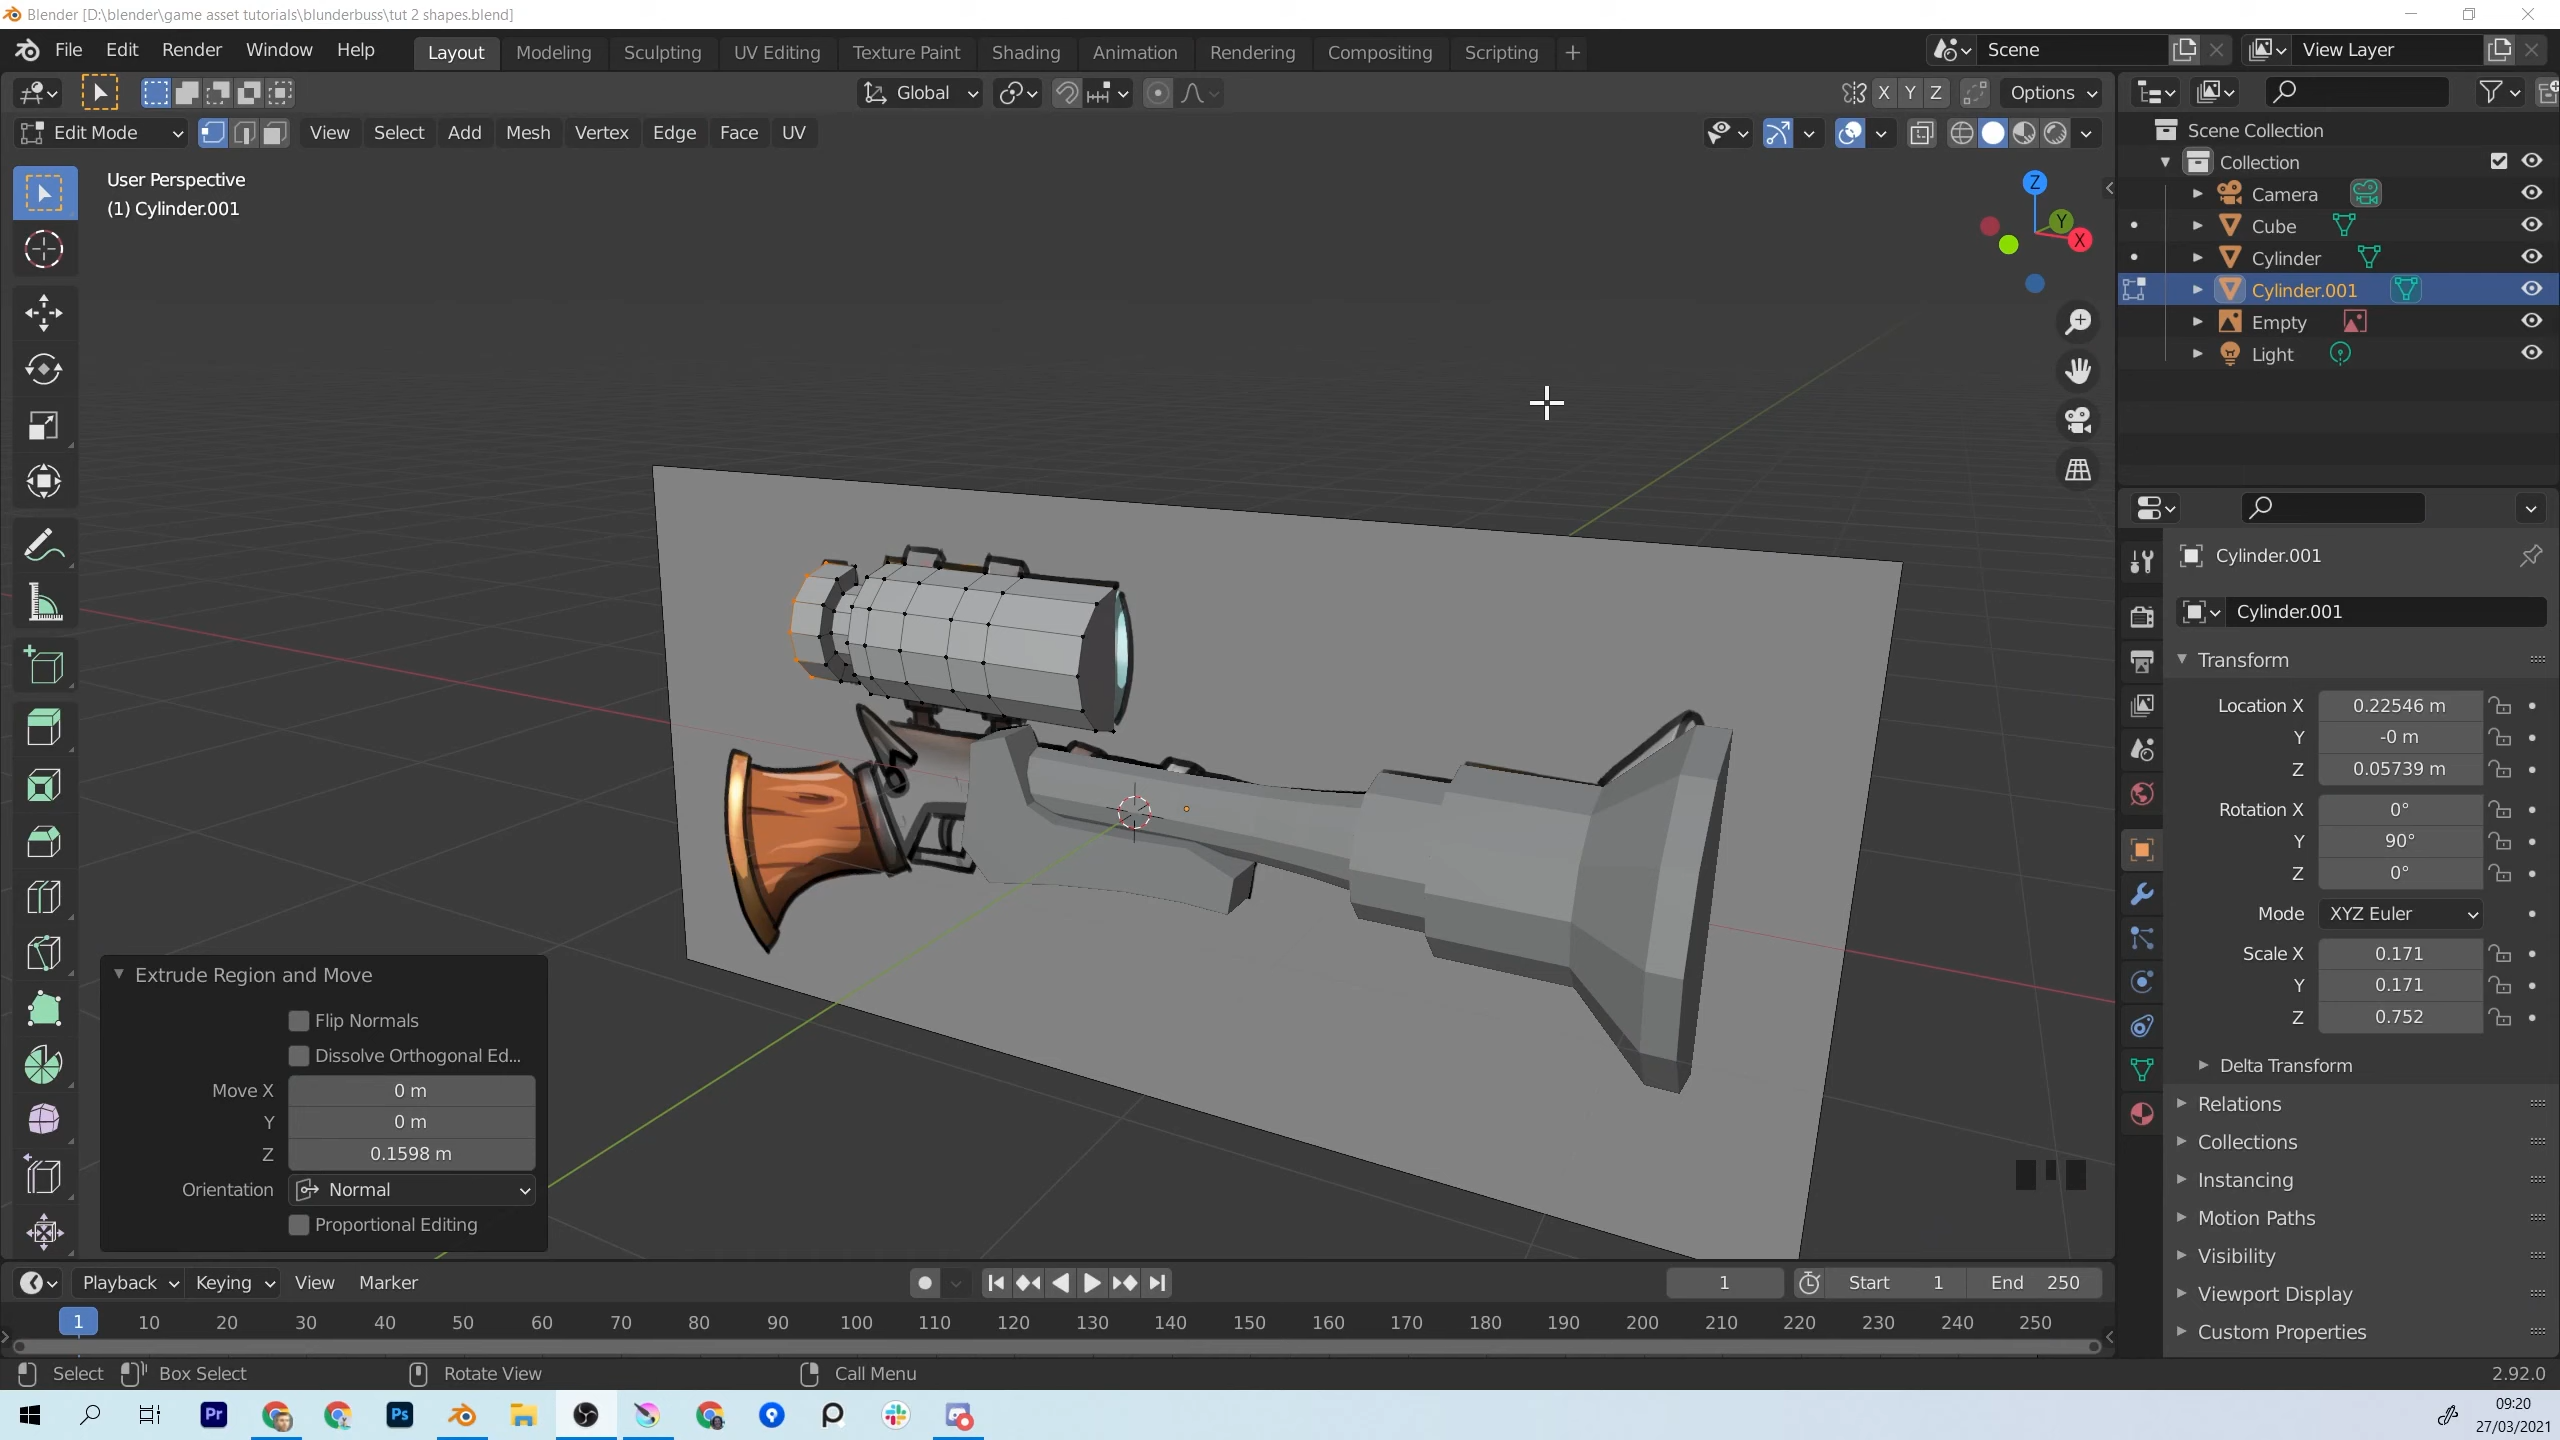 Blender [D:\blender\game asset tutorials\blunderbuss\tut 2 shapes.blend]
File Edit Render Window Help Layout Modeling Sculpting UV Editing Texture Paint Shading Animation Rendering Compositing Scripting + Scene View Layer
Global X Y Z Options
Edit Mode View Select Add Mesh Vertex Edge Face UV
User Perspective
(1) Cylinder.001
Z
Y
X
Scene Collection
Collection
Camera
Cube
Cylinder
Cylinder.001
Empty
Light
Cylinder.001
Cylinder.001
Transform
Location X 0.22546 m
Y -0 m
Z 0.05739 m
Rotation X 0°
Y 90°
Z 0°
Mode XYZ Euler
Scale X 0.171
Y 0.171
Z 0.752
Delta Transform
Relations
Collections
Instancing
Motion Paths
Visibility
Viewport Display
Custom Properties
Extrude Region and Move
Flip Normals
Dissolve Orthogonal Ed...
Move X 0 m
Y 0 m
Z 0.1598 m
Orientation Normal
Proportional Editing
Playback Keying View Marker 1 Start 1 End 250
1 10 20 30 40 50 60 70 80 90 100 110 120 130 140 150 160 170 180 190 200 210 220 230 240 250
Select Box Select Rotate View Call Menu 2.92.0
Pr Ps
09:20
27/03/2021